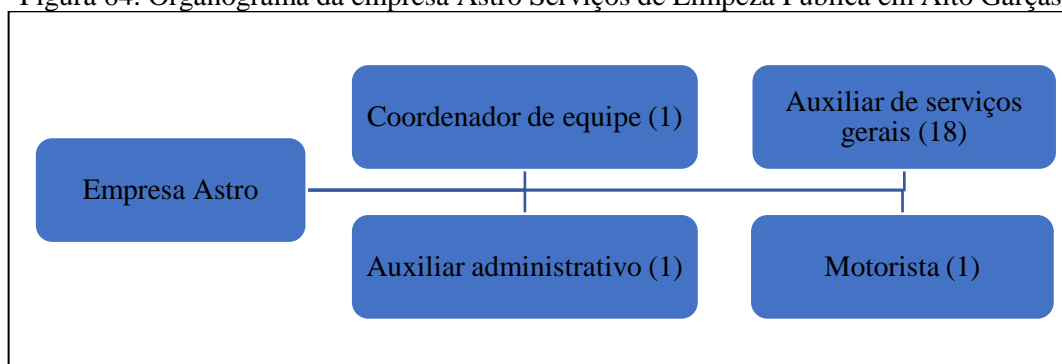 Figura 64: Organograma da empresa Astro Serviços de Limpeza Pública em Alto Garças
Coordenador de equipe (1)
Auxiliar de serviços
gerais (18)
Empresa Astro
Auxiliar administrativo (1)
Motorista (1)